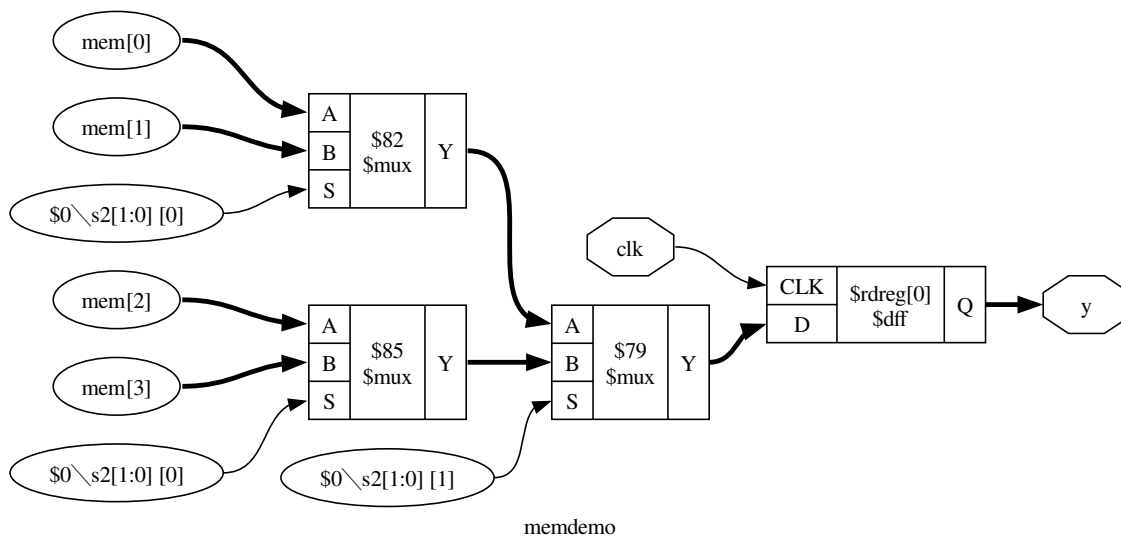 mem[0]
mem[1]
$0\s2[1:0] [0]
A
B
S
$82
$mux
Y
mem[2]
mem[3]
$0\s2[1:0] [0]
A
B
S
$85
$mux
Y
$0\s2[1:0] [1]
A
B
S
$79
$mux
Y
clk
CLK
D
$rdreg[0]
$dff
Q
y
memdemo